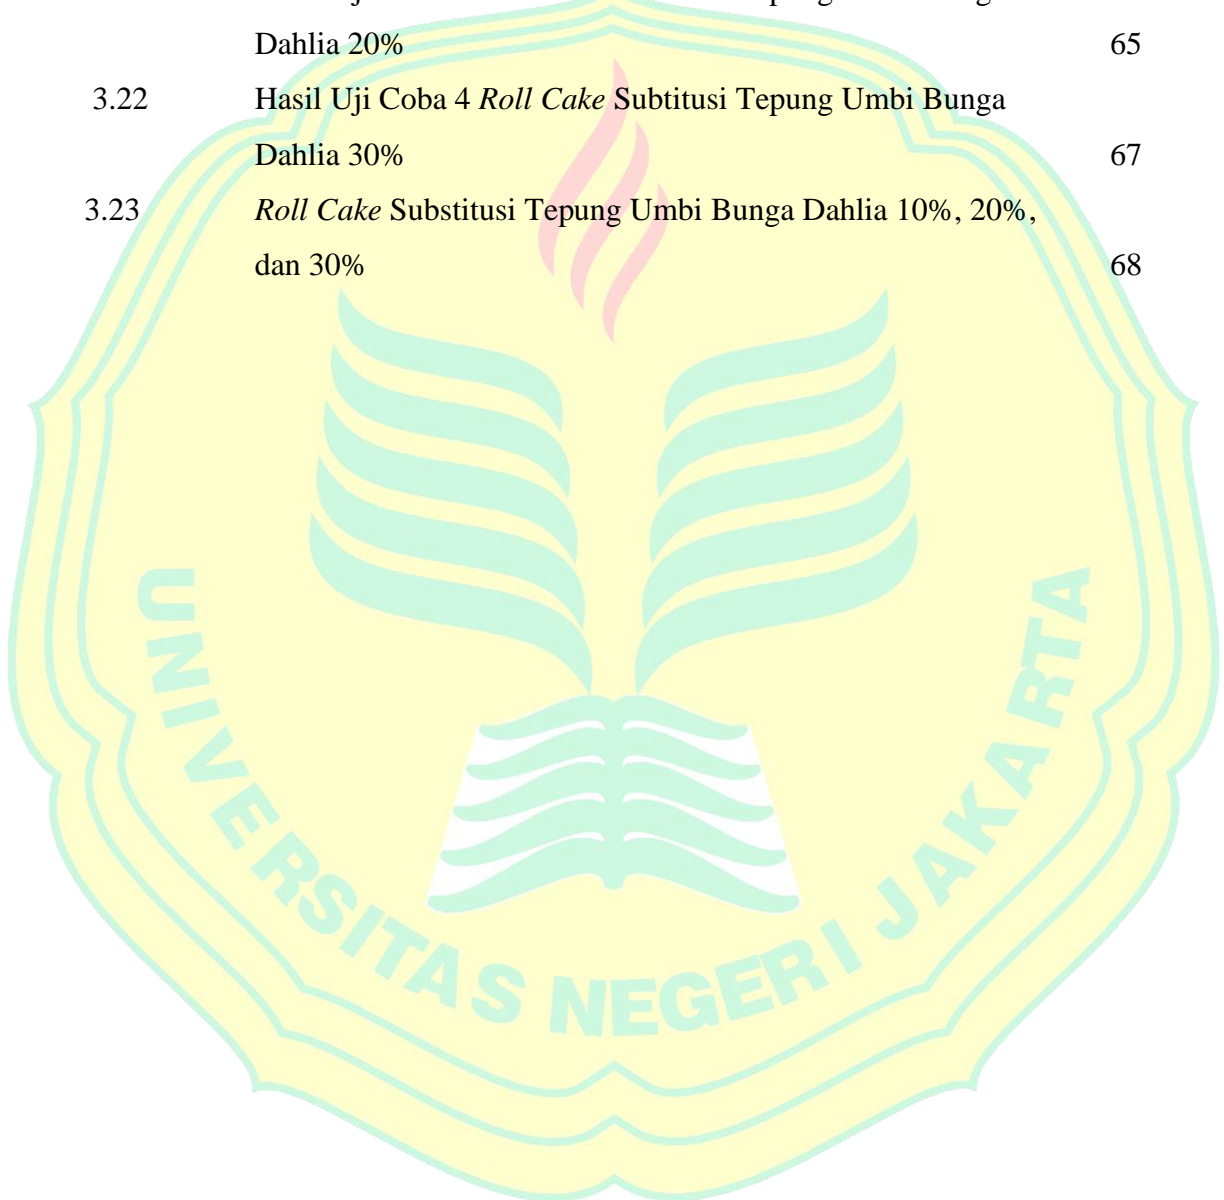 Dahlia 20% 65
3.22 Hasil Uji Coba 4 Roll Cake Subtitusi Tepung Umbi Bunga
Dahlia 30% 67
3.23 Roll Cake Substitusi Tepung Umbi Bunga Dahlia 10%, 20%,
dan 30% 68
UNIVERSITAS NEGERI JAKARTA